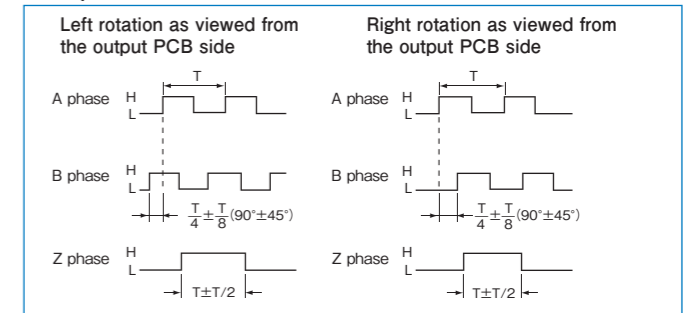 Left rotation as viewed from
the output PCB side
T
A phase H
L
B phase H
L
T/4±T/8(90°±45°)
Z phase H
L
T±T/2
Right rotation as viewed from
the output PCB side
T
A phase H
L
B phase H
L
T/4±T/8(90°±45°)
Z phase H
L
T±T/2